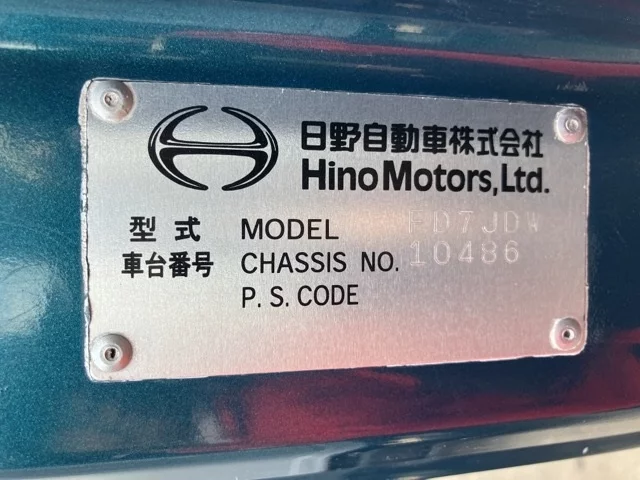 日野自動車株式会社
Hino Motors, Ltd.
型式 MODEL FD7JDW
車台番号 CHASSIS NO. 10486
P. S. CODE